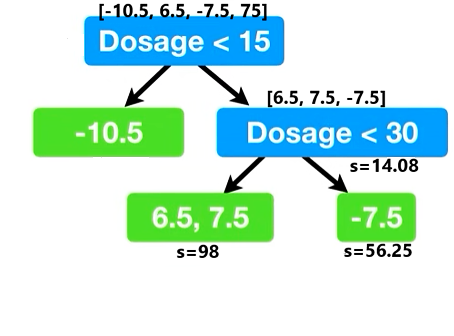 [-10.5, 6.5, -7.5, 75]
Dosage < 15
[6.5, 7.5, -7.5]
-10.5
Dosage < 30
s=14.08
6.5, 7.5
-7.5
s=98
s=56.25